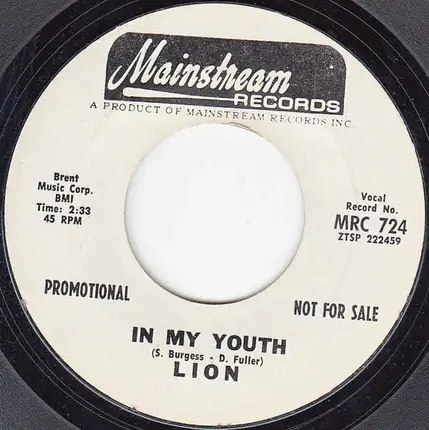 Mainstream
RECORDS
A PRODUCT OF MAINSTREAM RECORDS INC.
Brent
Music Corp.
BMI
Time: 2:33
45 RPM
Vocal
Record No.
MRC 724
ZTSP 222459
PROMOTIONAL
NOT FOR SALE
IN MY YOUTH
(S. Burgess - D. Fuller)
LION